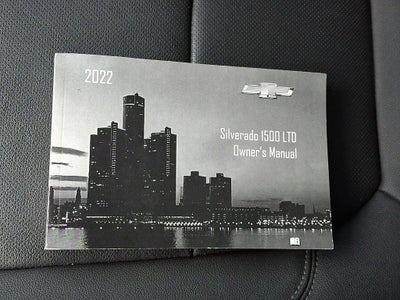 2022
Silverado 1500 LTD
Owner's Manual